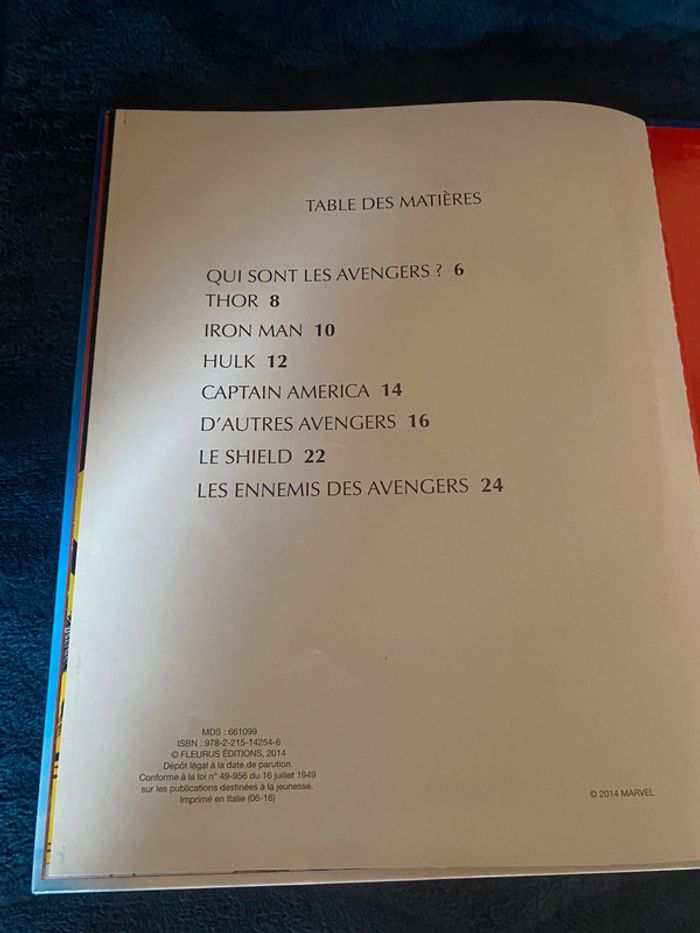 TABLE DES MATIÈRES
QUI SONT LES AVENGERS ? 6
THOR 8
IRON MAN 10
HULK 12
CAPTAIN AMERICA 14
D'AUTRES AVENGERS 16
LE SHIELD 22
LES ENNEMIS DES AVENGERS 24
MDS : 661099
ISBN : 978-2-215-14254-6
© FLEURUS ÉDITIONS, 2014
Dépôt légal à la date de parution.
Conforme à la loi n° 49-956 du 16 juillet 1949
sur les publications destinées à la jeunesse.
Imprimé en Italie (06-16)
© 2014 MARVEL